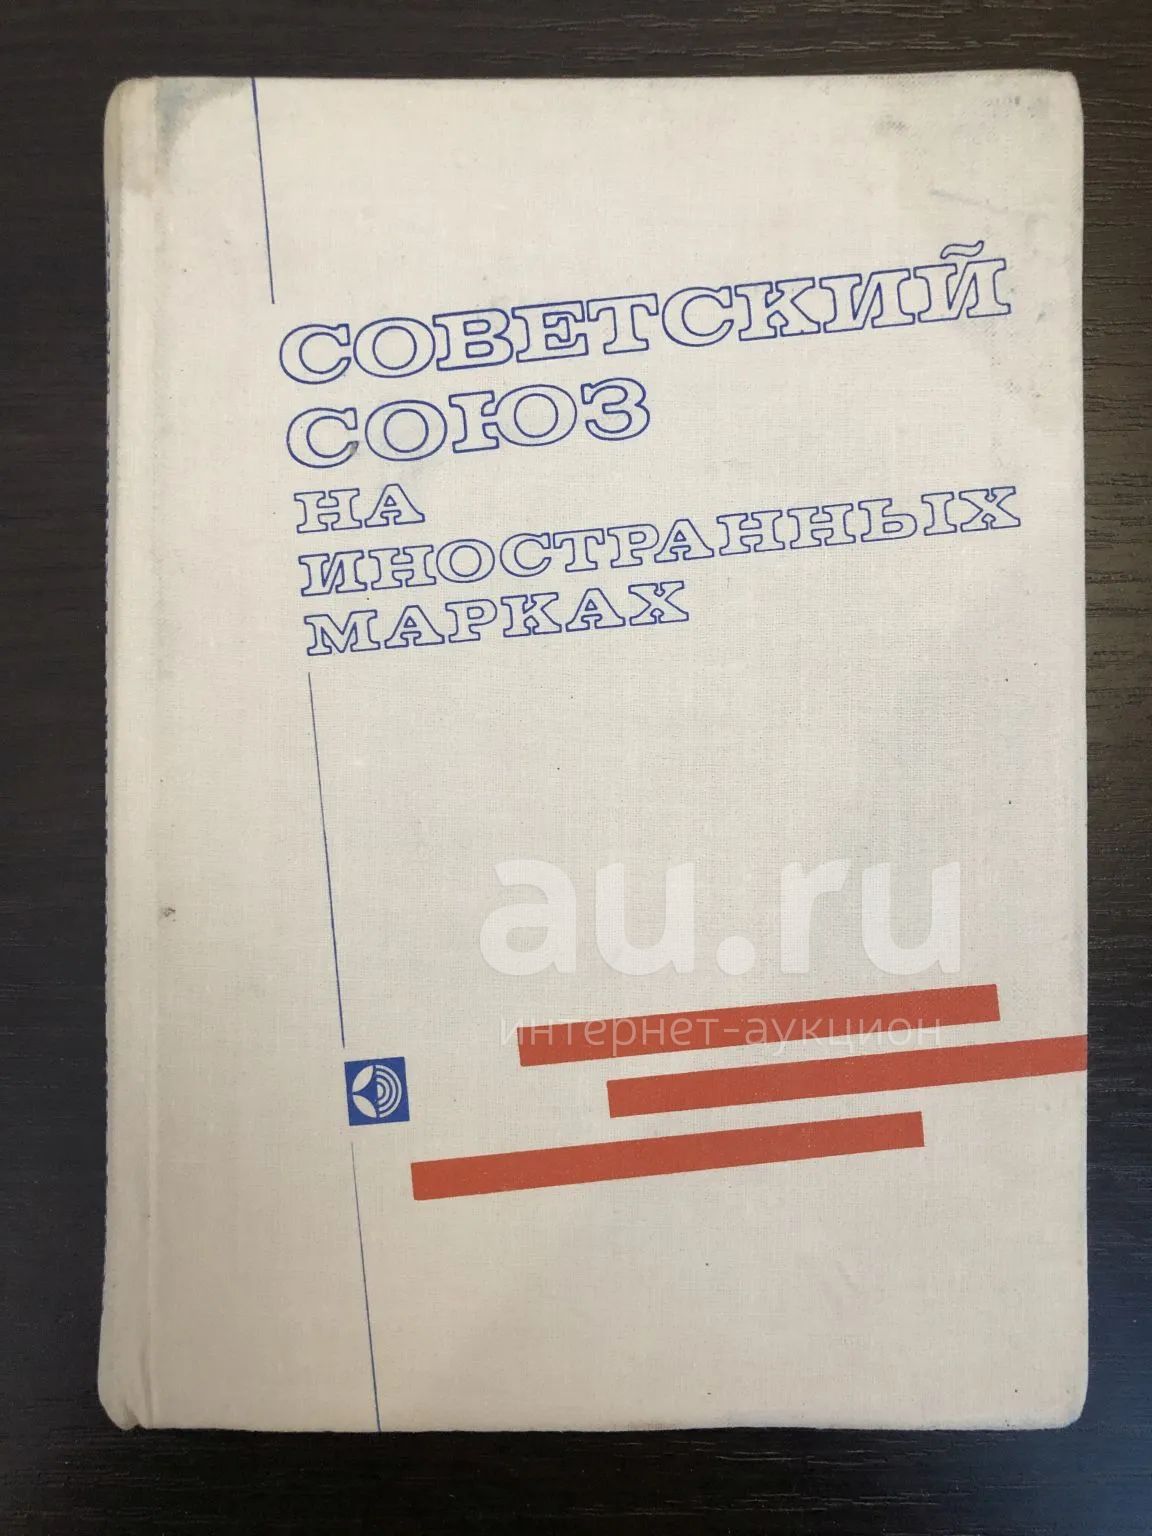 СОВЕТСКИЙ
СОЮЗ
НА
ИНОСТРАННЫХ
МАРКАХ
au.ru
интернет-аукцион